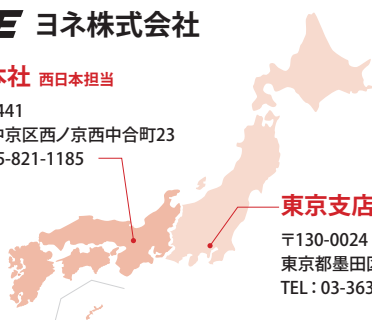 E ヨネ株式会社
本社 西日本担当
441
中京区西ノ京西中合町23
5-821-1185
東京支店
〒130-0024
東京都墨田区
TEL：03-363